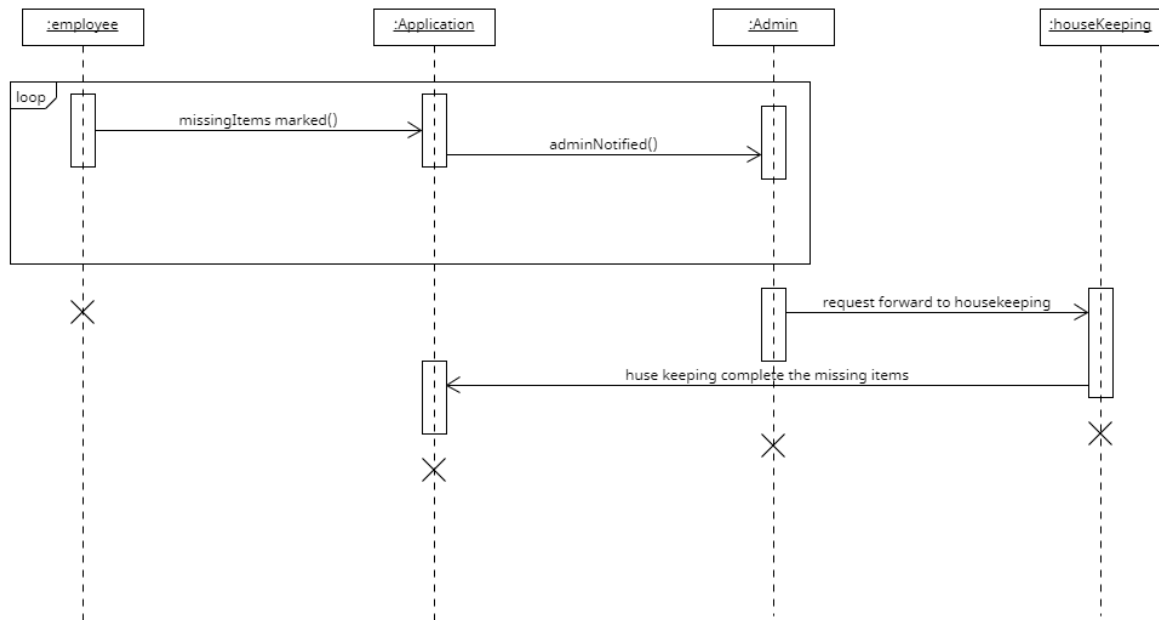 :employee
:Application
:Admin
:houseKeeping
loop
missingItems marked()
adminNotified()
request forward to housekeeping
huse keeping complete the missing items